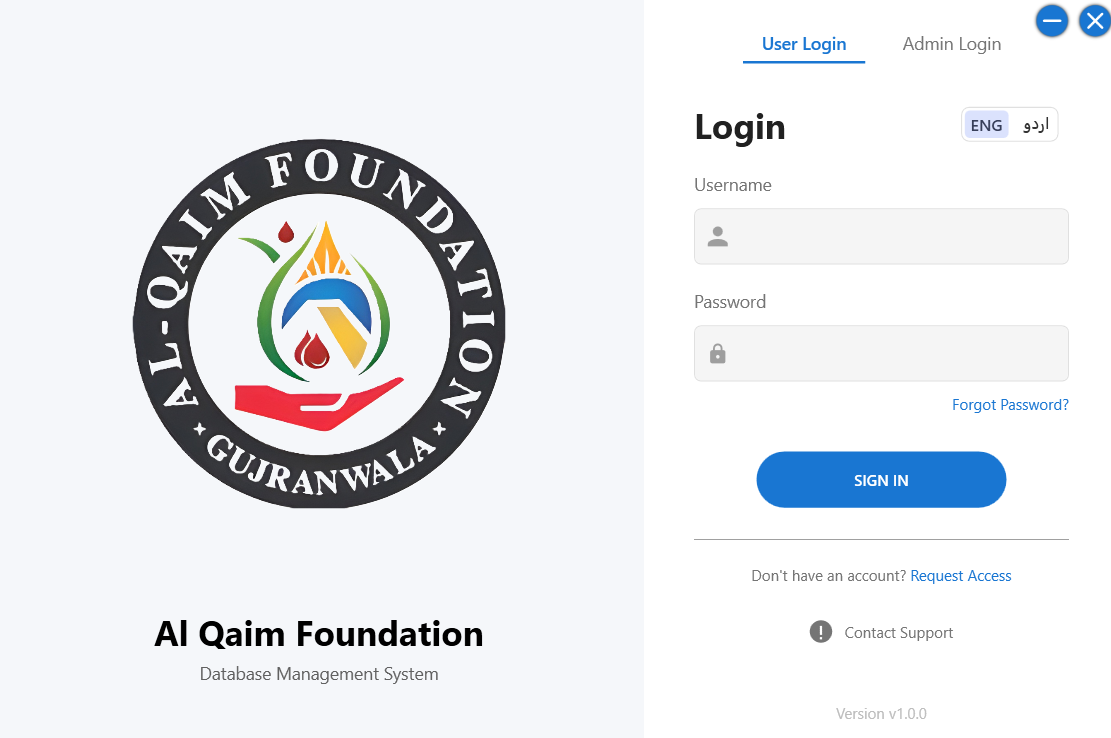 AL-QAIM FOUNDATION
GUJRANWALA
Al Qaim Foundation
Database Management System
User Login
Admin Login
Login
ENG
اردو
Username
Password
Forgot Password?
SIGN IN
Don't have an account? Request Access
Contact Support
Version v1.0.0